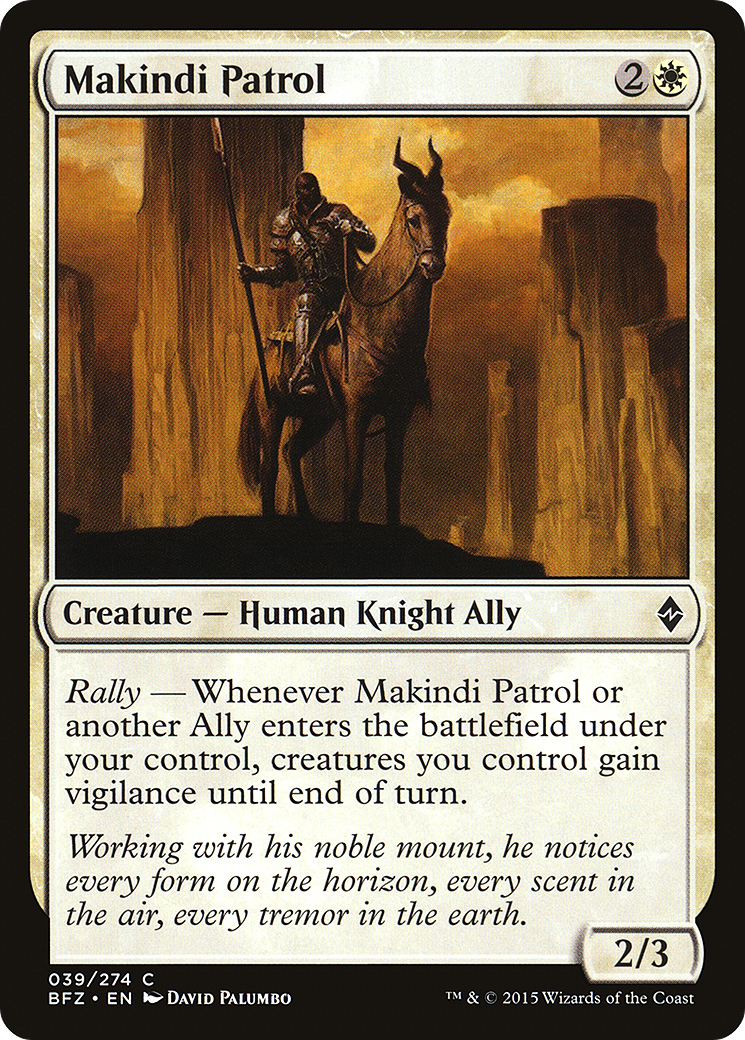 Makindi Patrol 2
Creature — Human Knight Ally
Rally — Whenever Makindi Patrol or
another Ally enters the battlefield under
your control, creatures you control gain
vigilance until end of turn.
Working with his noble mount, he notices
every form on the horizon, every scent in
the air, every tremor in the earth.
2/3
039/274 C
BFZ • EN David Palumbo
™ & © 2015 Wizards of the Coast